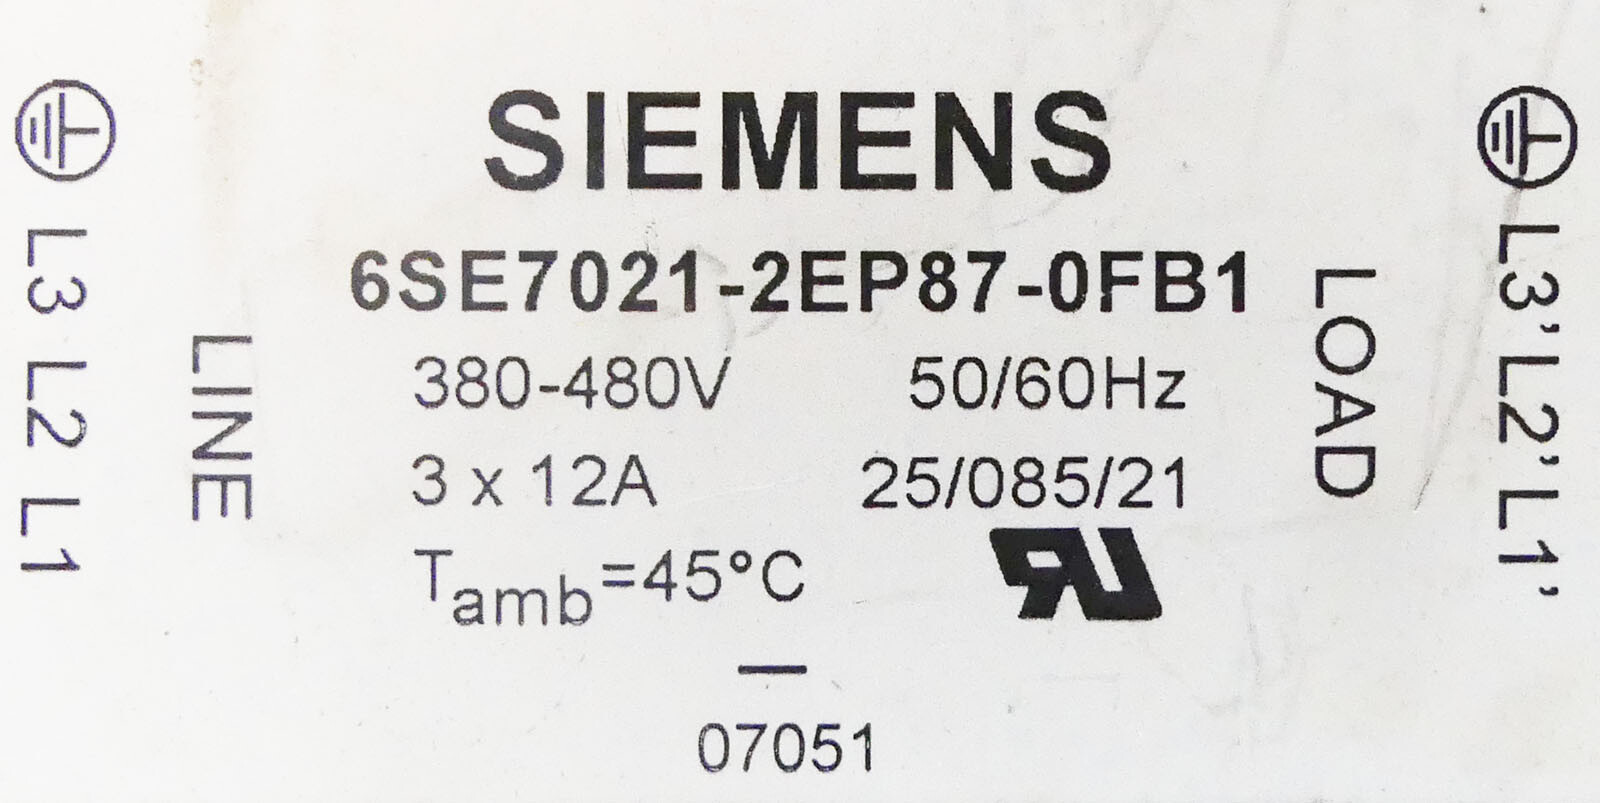 SIEMENS
6SE7021-2EP87-0FB1
380-480V 50/60Hz
3 x 12A 25/085/21
Tamb=45°C
07051
L3 L2 L1
LINE
LOAD
L3' L2' L1'